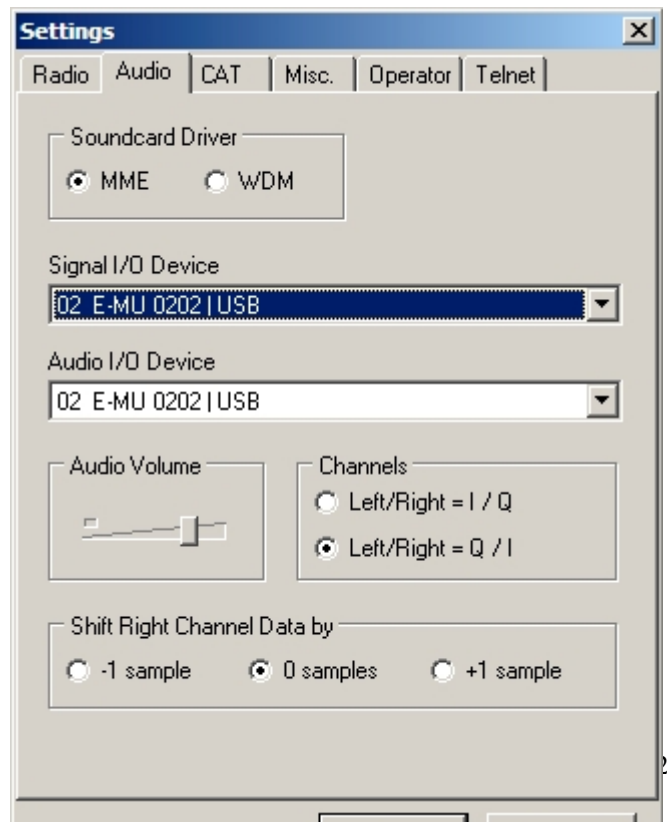 Settings
Radio Audio CAT Misc. Operator Telnet
Soundcard Driver
MME WDM
Signal I/O Device
02 E-MU 0202 | USB
Audio I/O Device
02 E-MU 0202 | USB
Audio Volume
Channels
Left/Right = I / Q
Left/Right = Q / I
Shift Right Channel Data by
-1 sample 0 samples +1 sample